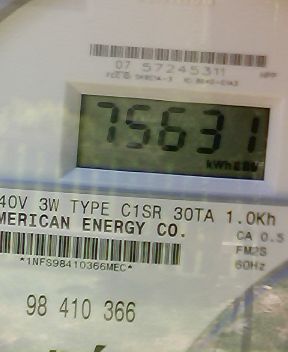 07 57245311
75631
kWh
40V 3W TYPE C1SR 30TA 1.0Kh
MERICAN ENERGY CO.
CA 0.5
FM2S
60Hz
*1NFS98410366MEC*
98 410 366